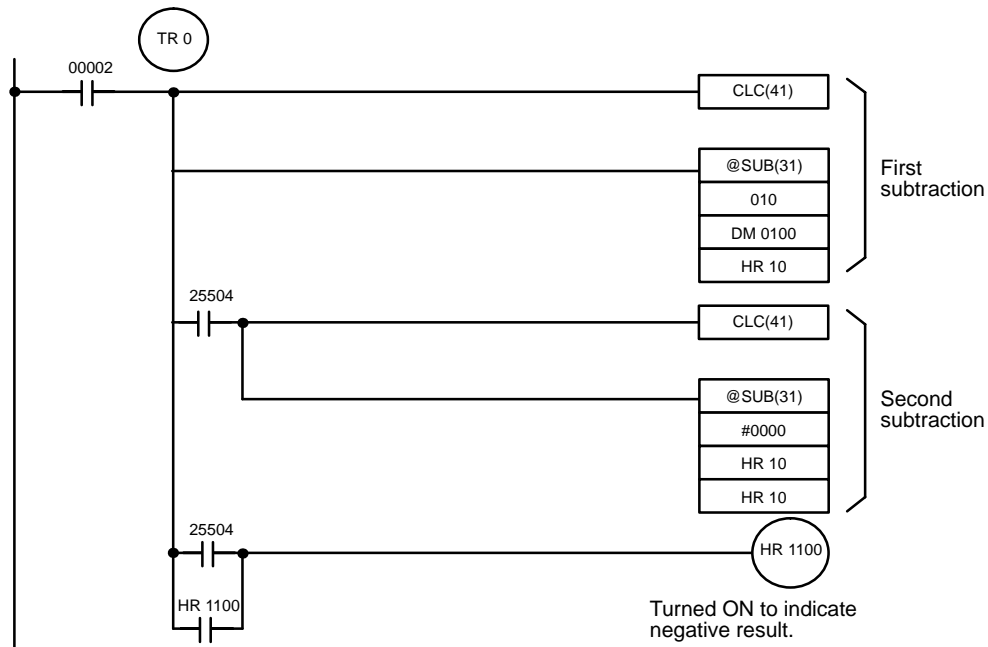 TR 0
00002
CLC(41)
@SUB(31)
010
DM 0100
HR 10
First
subtraction
25504
CLC(41)
@SUB(31)
#0000
HR 10
HR 10
Second
subtraction
25504
HR 1100
HR 1100
Turned ON to indicate
negative result.